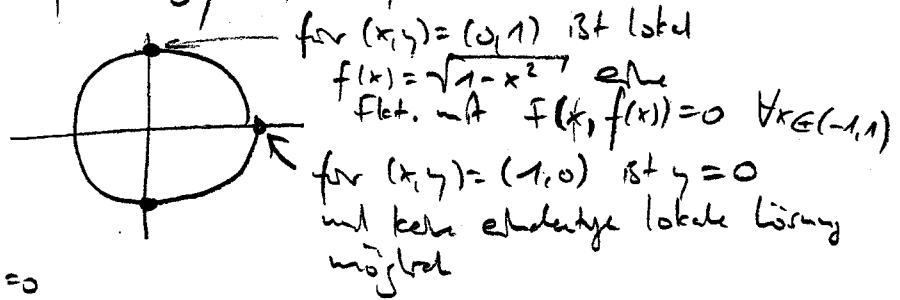 für (x,y)=(0,1) ist lokal
f(x)=√(1-x²) eine
Fkt. mit F(x, f(x))=0 ∀x∈(-1,1)
für (x,y)=(1,0) ist y=0
und keine eindeutige lokale Lösung
möglich
=0